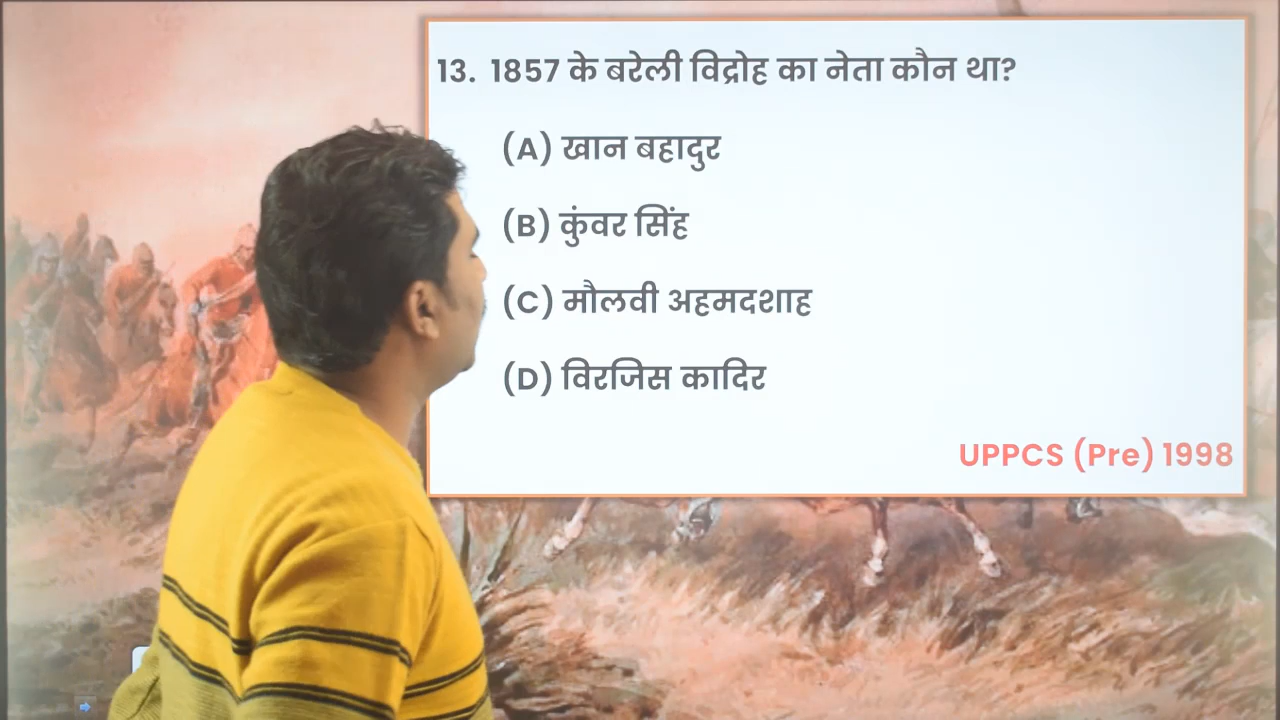 13. 1857 के बरेली विद्रोह का नेता कौन था?
(A) खान बहादुर
(B) कुंवर सिंह
(C) मौलवी अहमदशाह
(D) विरजिस कादिर
UPPCS (Pre) 1998